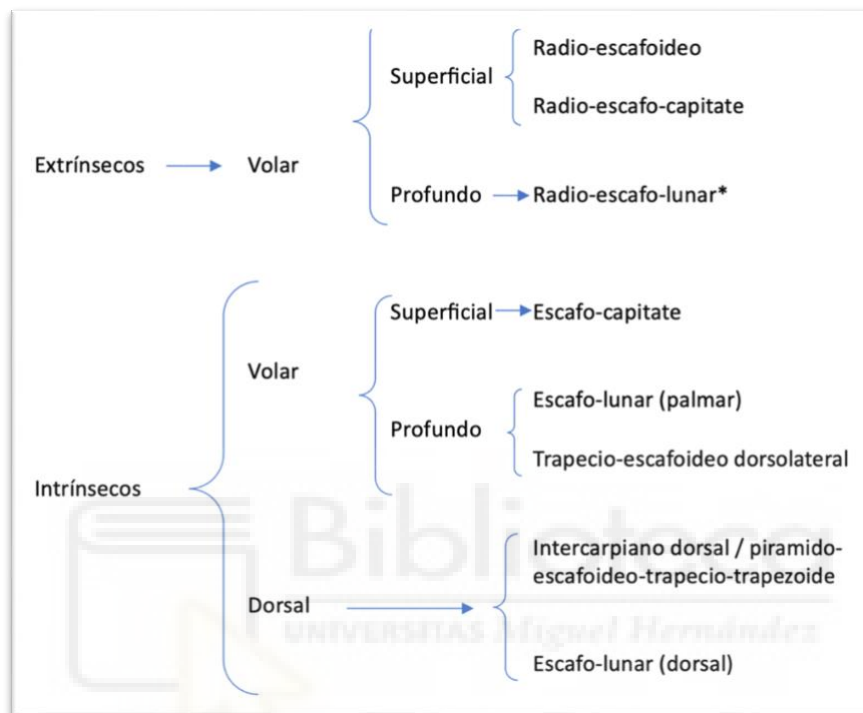 Superficial
Radio-escafoideo
Radio-escafo-capitate
Extrínsecos
Volar
Profundo
Radio-escafo-lunar*
Superficial
Escafo-capitate
Volar
Profundo
Escafo-lunar (palmar)
Trapecio-escafoideo dorsolateral
Intrínsecos
Dorsal
Intercarpiano dorsal / piramido-
escafoideo-trapecio-trapezoide
Escafo-lunar (dorsal)
Biblioteca
UNIVERSITAS Miguel Hernández